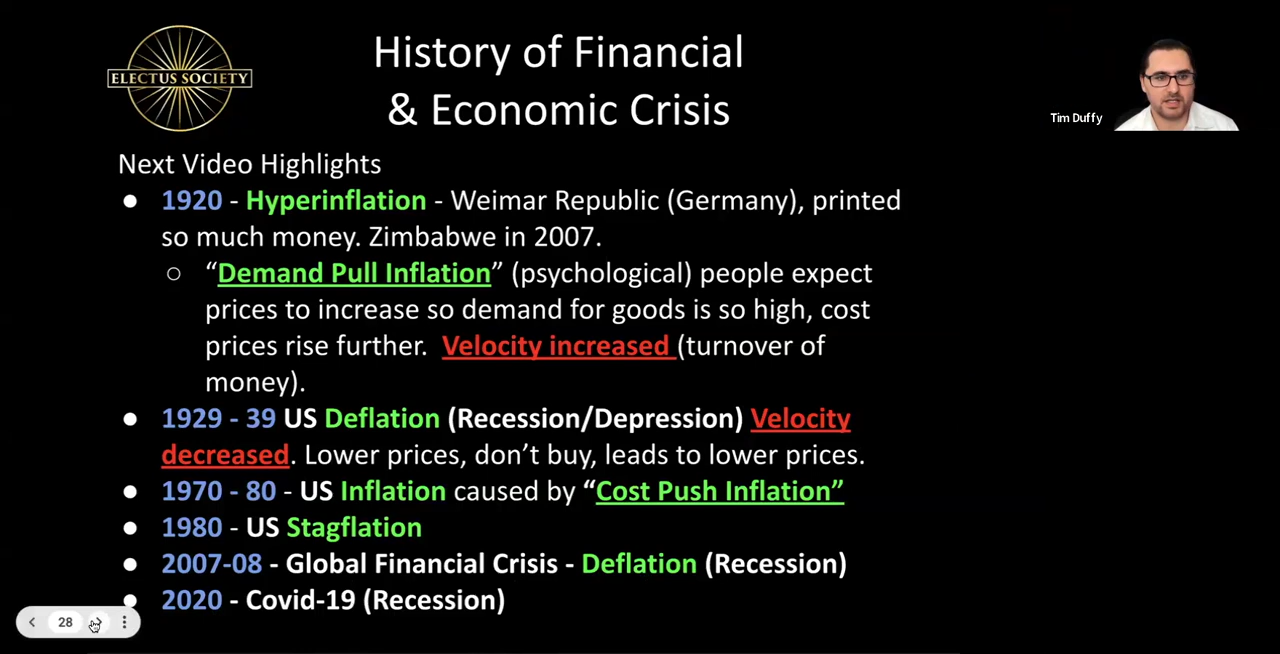 ELECTUS SOCIETY
History of Financial
& Economic Crisis
Tim Duffy
Next Video Highlights
● 1920 - Hyperinflation - Weimar Republic (Germany), printed
so much money. Zimbabwe in 2007.
○ “Demand Pull Inflation” (psychological) people expect
prices to increase so demand for goods is so high, cost
prices rise further. Velocity increased (turnover of
money).
● 1929 - 39 US Deflation (Recession/Depression) Velocity
decreased. Lower prices, don’t buy, leads to lower prices.
● 1970 - 80 - US Inflation caused by “Cost Push Inflation”
● 1980 - US Stagflation
● 2007-08 - Global Financial Crisis - Deflation (Recession)
● 2020 - Covid-19 (Recession)
28